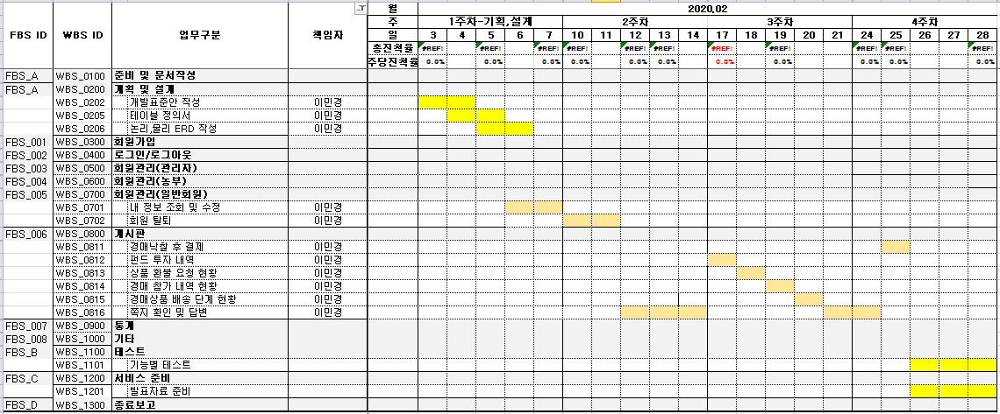 월 2020,02
주 1주차-기획,설계 2주차 3주차 4주차
FBS ID WBS ID 업무구분 책임자 일 3 4 5 6 7 10 11 12 13 14 17 18 19 20 21 24 25 26 27 28
총진척율 #REF! #REF! #REF! #REF! #REF! #REF! #REF! #REF! #REF! #REF! #REF!
주당진척율 0.0% 0.0% 0.0% 0.0% 0.0% 0.0% 0.0% 0.0% 0.0% 0.0% 0.0%
FBS_A WBS_0100 준비 및 문서작성
FBS_A WBS_0200 계획 및 설계
WBS_0202 개발표준안 작성 이민경
WBS_0205 테이블 정의서 이민경
WBS_0206 논리,물리 ERD 작성 이민경
FBS_001 WBS_0300 회원가입
FBS_002 WBS_0400 로그인/로그아웃
FBS_003 WBS_0500 회원관리(관리자)
FBS_004 WBS_0600 회원관리(농부)
FBS_005 WBS_0700 회원관리(일반회원)
WBS_0701 내 정보 조회 및 수정 이민경
WBS_0702 회원 탈퇴 이민경
FBS_006 WBS_0800 게시판
WBS_0811 경매낙찰 후 결제 이민경
WBS_0812 펀드 투자 내역 이민경
WBS_0813 상품 환불 요청 현황 이민경
WBS_0814 경매 참가 내역 현황 이민경
WBS_0815 경매상품 배송 단계 현황 이민경
WBS_0816 쪽지 확인 및 답변 이민경
FBS_007 WBS_0900 통계
FBS_008 WBS_1000 기타
FBS_B WBS_1100 테스트
WBS_1101 기능별 테스트
FBS_C WBS_1200 서비스 준비
WBS_1201 발표자료 준비
FBS_D WBS_1300 종료보고